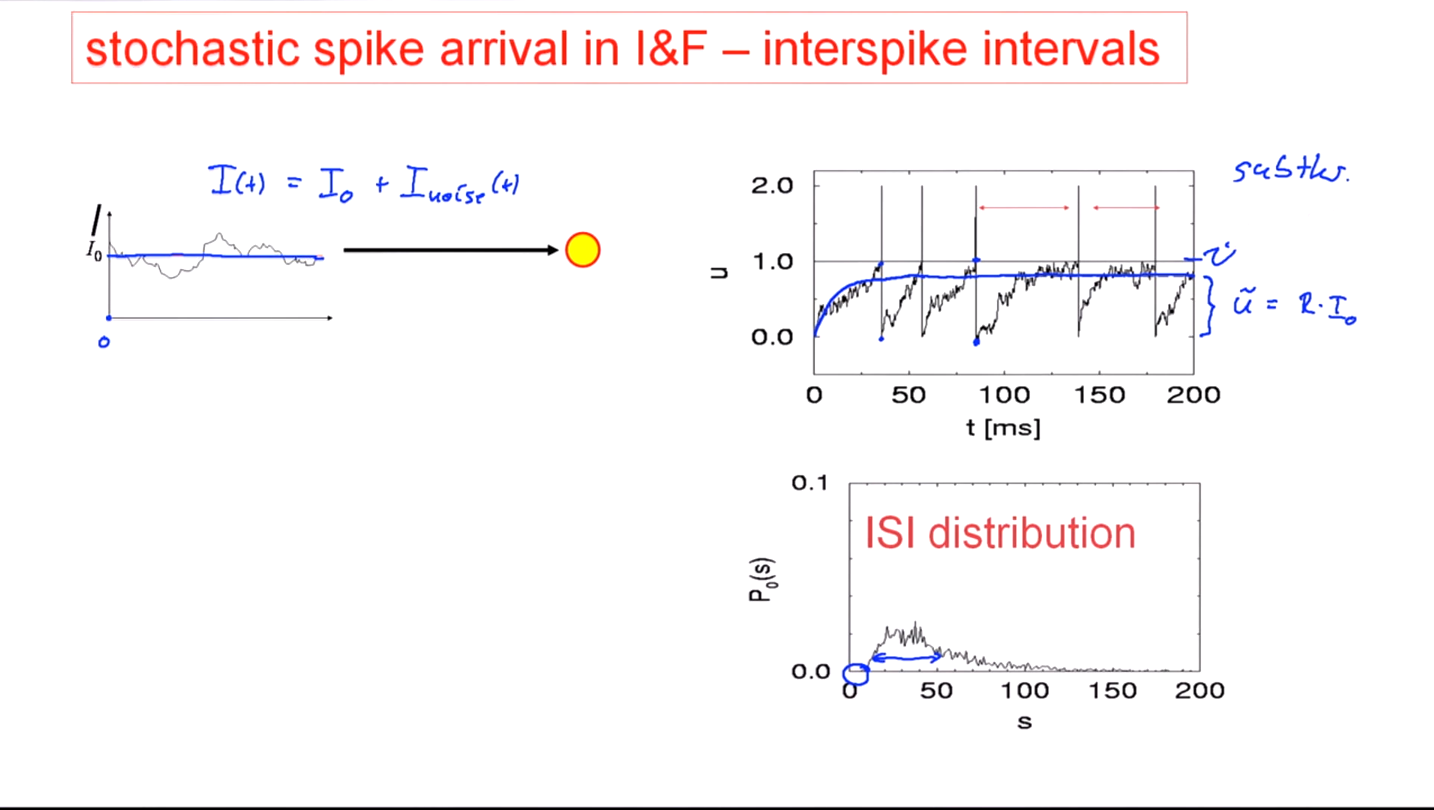 stochastic spike arrival in I&F – interspike intervals
I(t) = I₀ + I_noise(t)
I
I₀
0
subthr.
2.0
1.0
ϑ
u
ũ = R · I₀
0.0
0 50 100 150 200
t [ms]
0.1
ISI distribution
P₀(s)
0.0
0 50 100 150 200
s